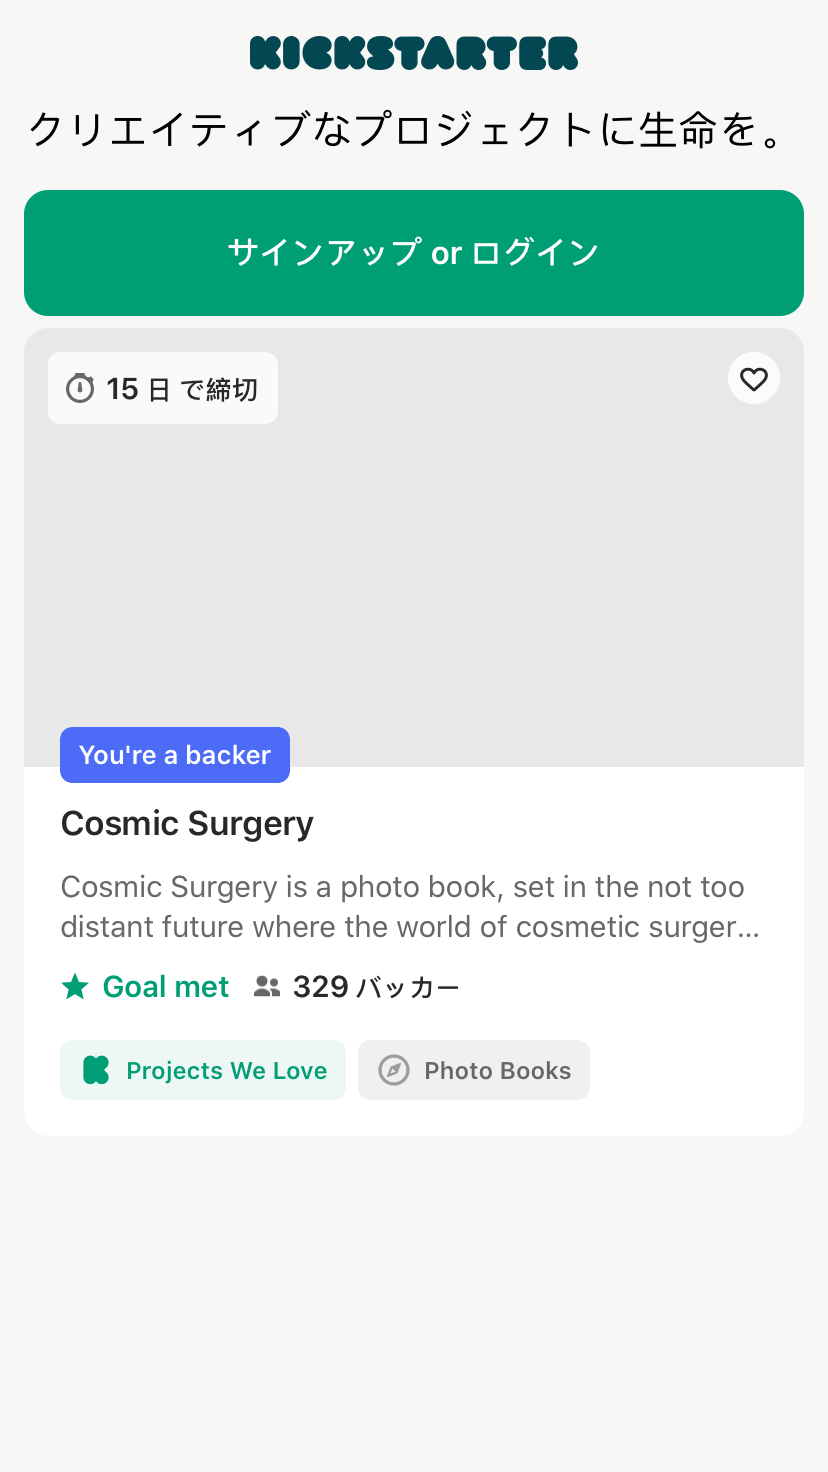 KICKSTARTER
クリエイティブなプロジェクトに生命を。
サインアップ or ログイン
15 日 で締切
You're a backer
Cosmic Surgery
Cosmic Surgery is a photo book, set in the not too
distant future where the world of cosmetic surger...
Goal met 329 バッカー
Projects We Love Photo Books